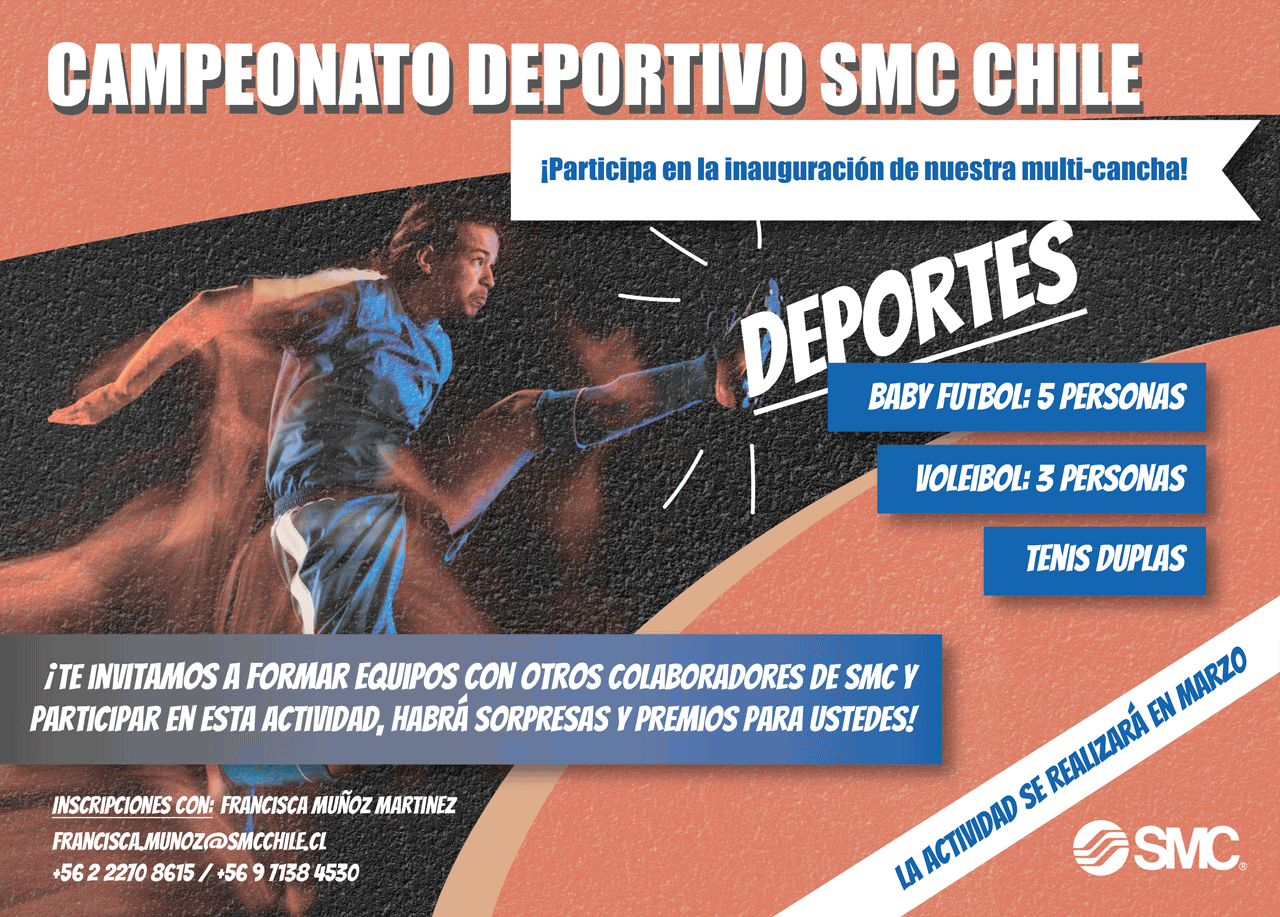 CAMPEONATO DEPORTIVO SMC CHILE
¡Participa en la inauguración de nuestra multi-cancha!
DEPORTES
BABY FUTBOL: 5 PERSONAS
VOLEIBOL: 3 PERSONAS
TENIS DUPLAS
¡TE INVITAMOS A FORMAR EQUIPOS CON OTROS COLABORADORES DE SMC Y
PARTICIPAR EN ESTA ACTIVIDAD, HABRÁ SORPRESAS Y PREMIOS PARA USTEDES!
LA ACTIVIDAD SE REALIZARÁ EN MARZO
INSCRIPCIONES CON: FRANCISCA MUÑOZ MARTINEZ
FRANCISCA.MUNOZ@SMCCHILE.CL
+56 2 2270 8615 / +56 9 7138 4530
SMC®